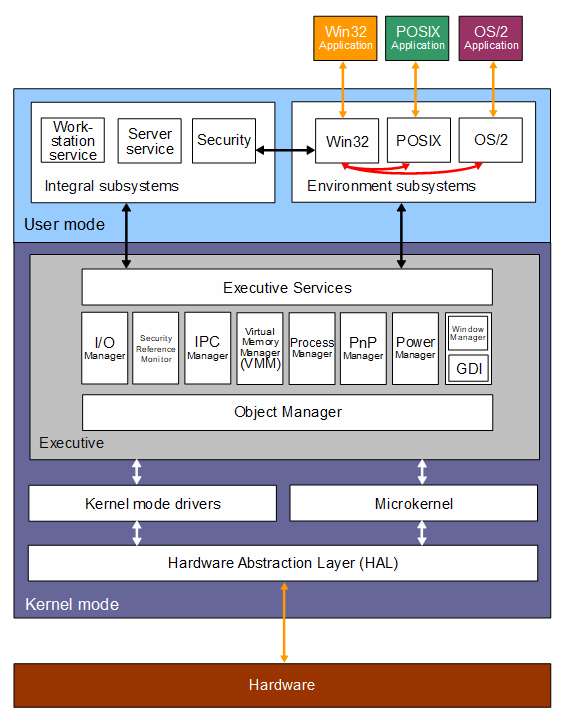 Win32
Application
POSIX
Application
OS/2
Application
Work-
station
service
Server
service
Security
Integral subsystems
Win32
POSIX
OS/2
Environment subsystems
User mode
Executive Services
I/O
Manager
Security
Reference
Monitor
IPC
Manager
Virtual
Memory
Manager
(VMM)
Process
Manager
PnP
Manager
Power
Manager
Window
Manager
GDI
Object Manager
Executive
Kernel mode drivers
Microkernel
Hardware Abstraction Layer (HAL)
Kernel mode
Hardware